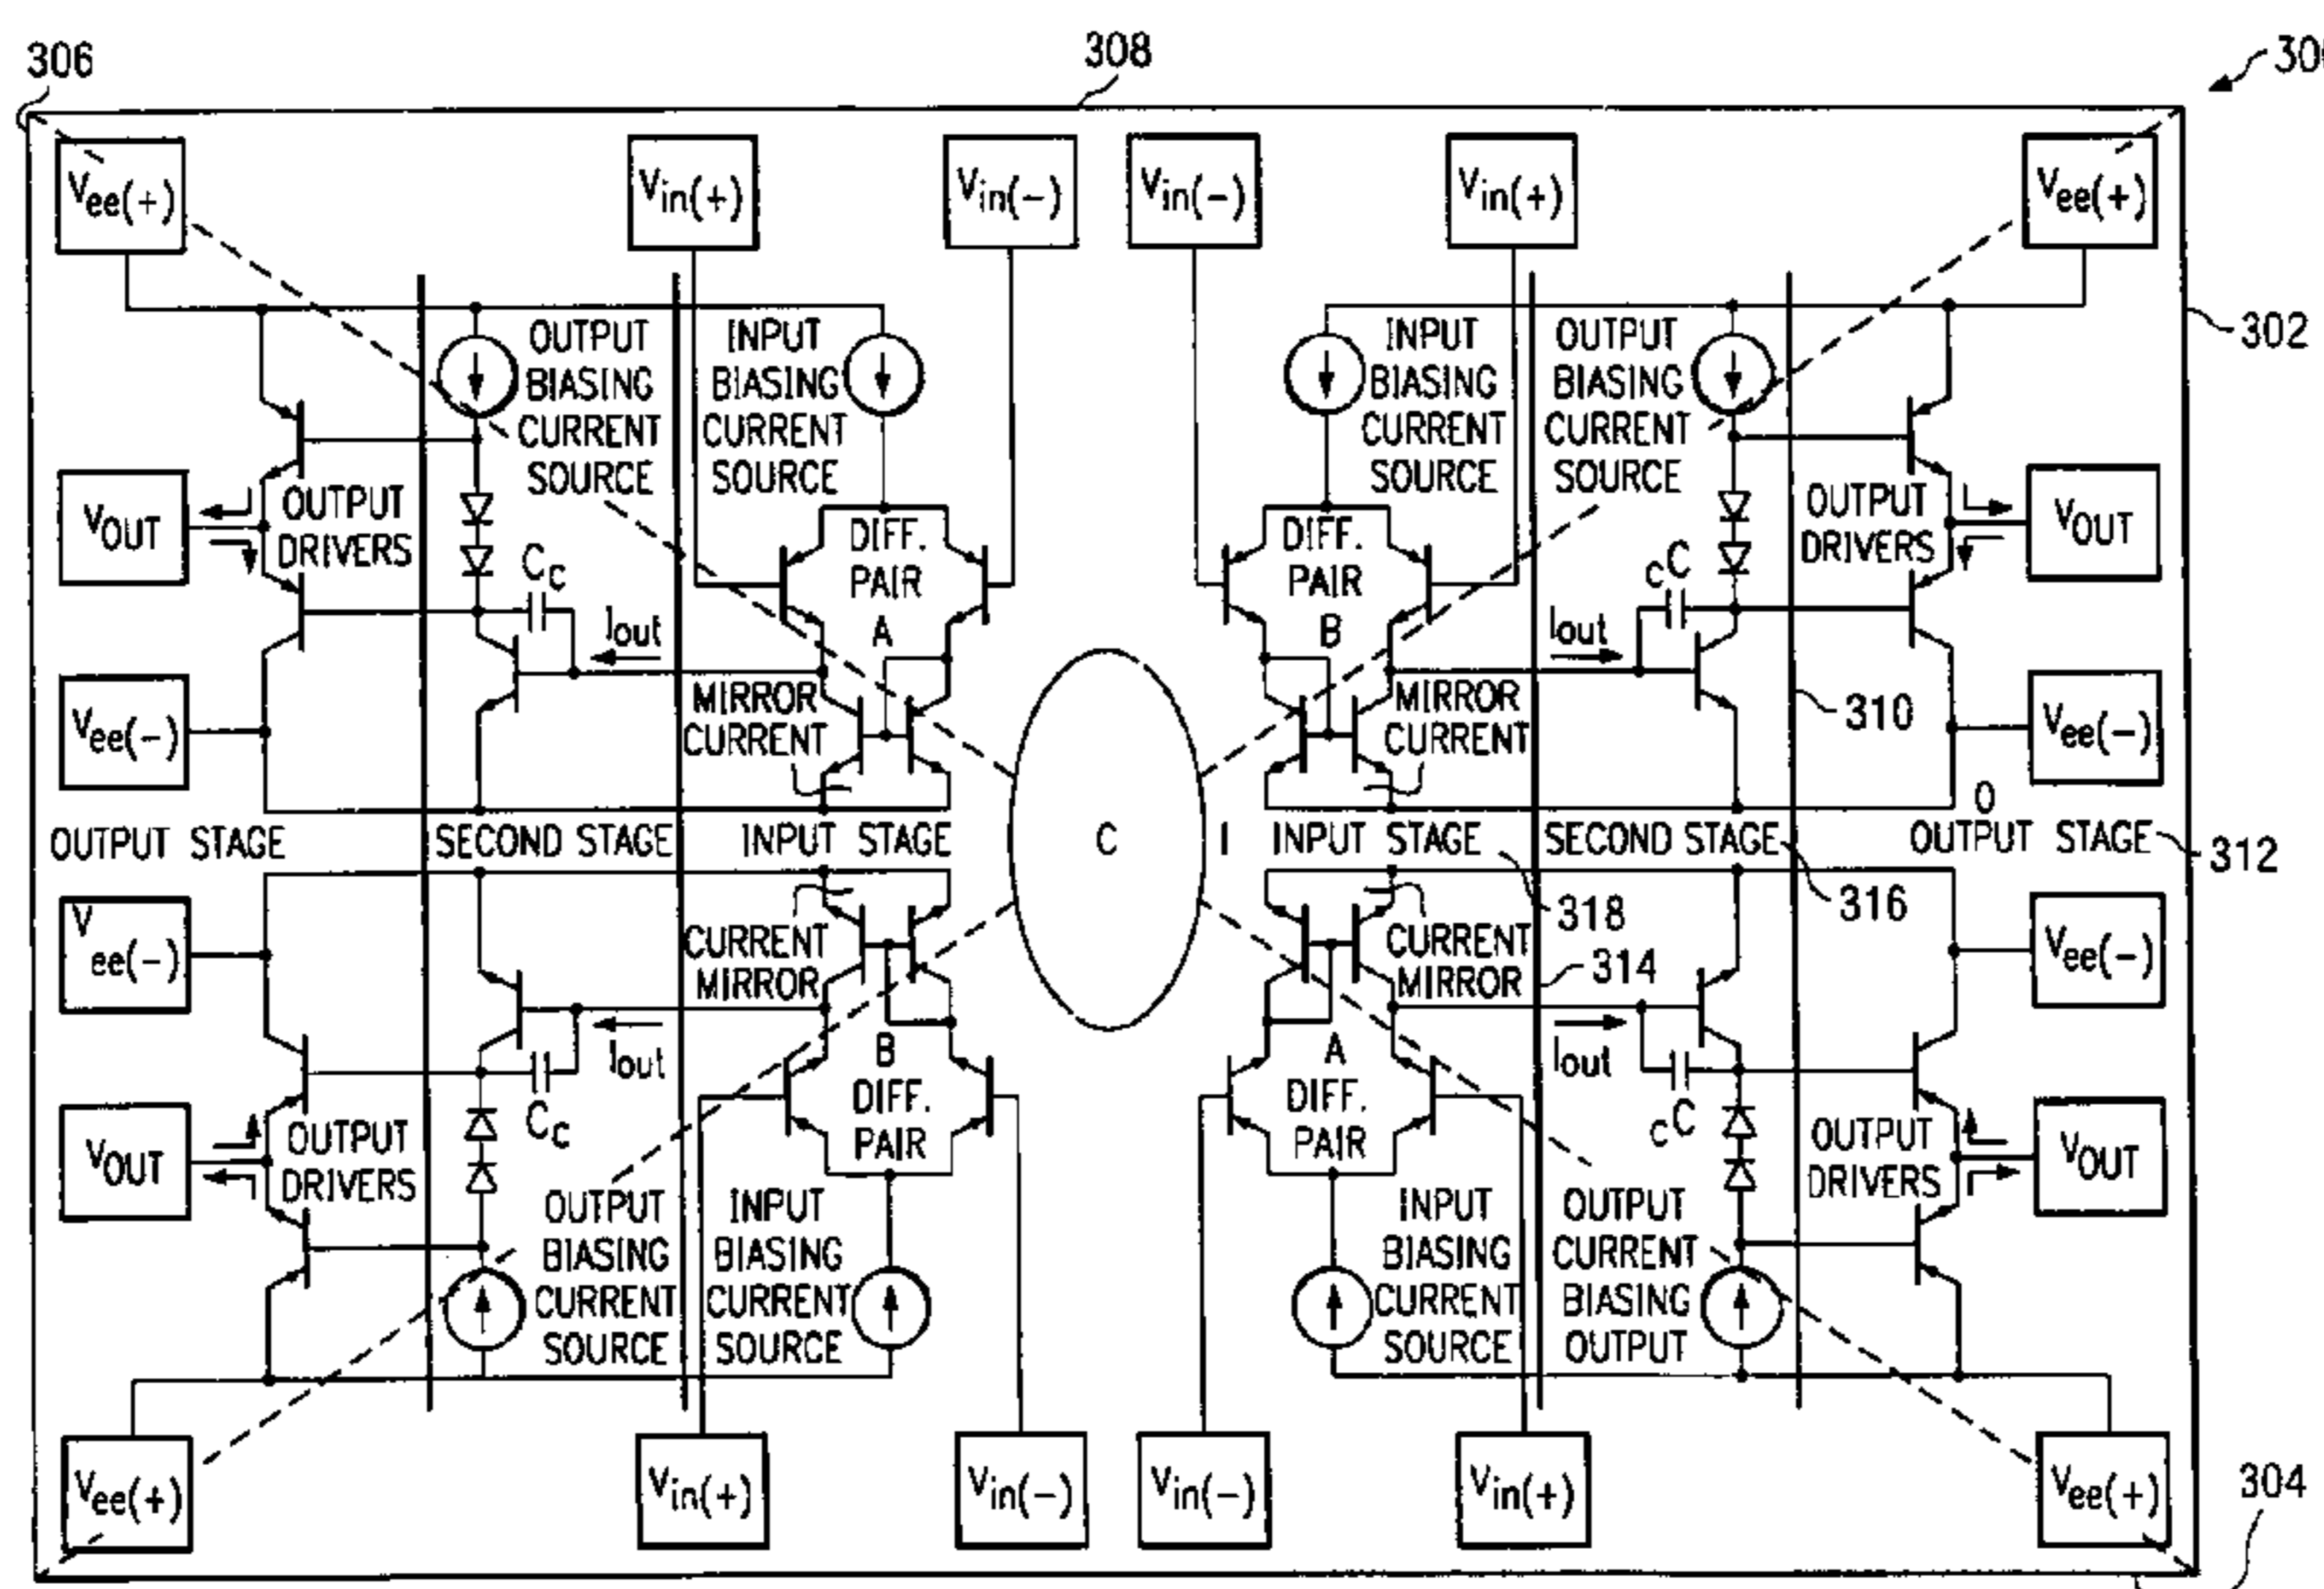 306
308
300
Vee(+)
Vin(+)
Vin(−)
Vin(−)
Vin(+)
Vee(+)
OUTPUT
BIASING
CURRENT
SOURCE
INPUT
BIASING
CURRENT
SOURCE
INPUT
BIASING
CURRENT
SOURCE
OUTPUT
BIASING
CURRENT
SOURCE
302
VOUT
OUTPUT
DRIVERS
Cc
Iout
DIFF.
PAIR
A
DIFF.
PAIR
B
cC
Iout
OUTPUT
DRIVERS
VOUT
Vee(−)
MIRROR
CURRENT
MIRROR
CURRENT
310
Vee(−)
OUTPUT STAGE
SECOND STAGE
INPUT STAGE
C
I
INPUT STAGE
SECOND STAGE
O
OUTPUT STAGE
312
Vee(−)
CURRENT
MIRROR
CURRENT
MIRROR
318
314
316
Vee(−)
Iout
Cc
B
DIFF.
PAIR
A
DIFF.
PAIR
Iout
cC
VOUT
OUTPUT
DRIVERS
OUTPUT
DRIVERS
VOUT
OUTPUT
BIASING
CURRENT
SOURCE
INPUT
BIASING
CURRENT
SOURCE
INPUT
BIASING
CURRENT
SOURCE
OUTPUT
CURRENT
BIASING
OUTPUT
Vee(+)
Vin(+)
Vin(−)
Vin(−)
Vin(+)
Vee(+)
304